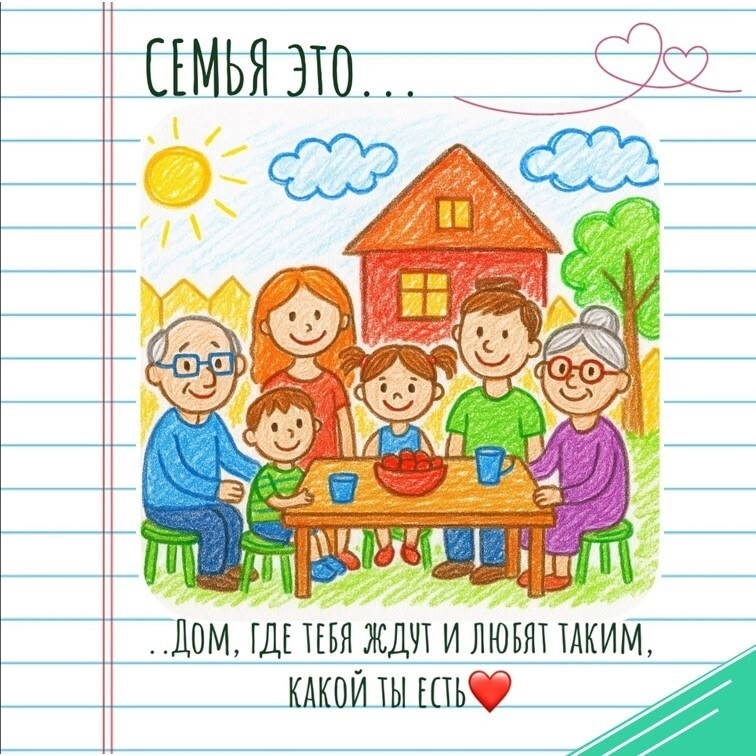 СЕМЬЯ ЭТО...
..ДОМ, ГДЕ ТЕБЯ ЖДУТ И ЛЮБЯТ ТАКИМ,
КАКОЙ ТЫ ЕСТЬ❤️